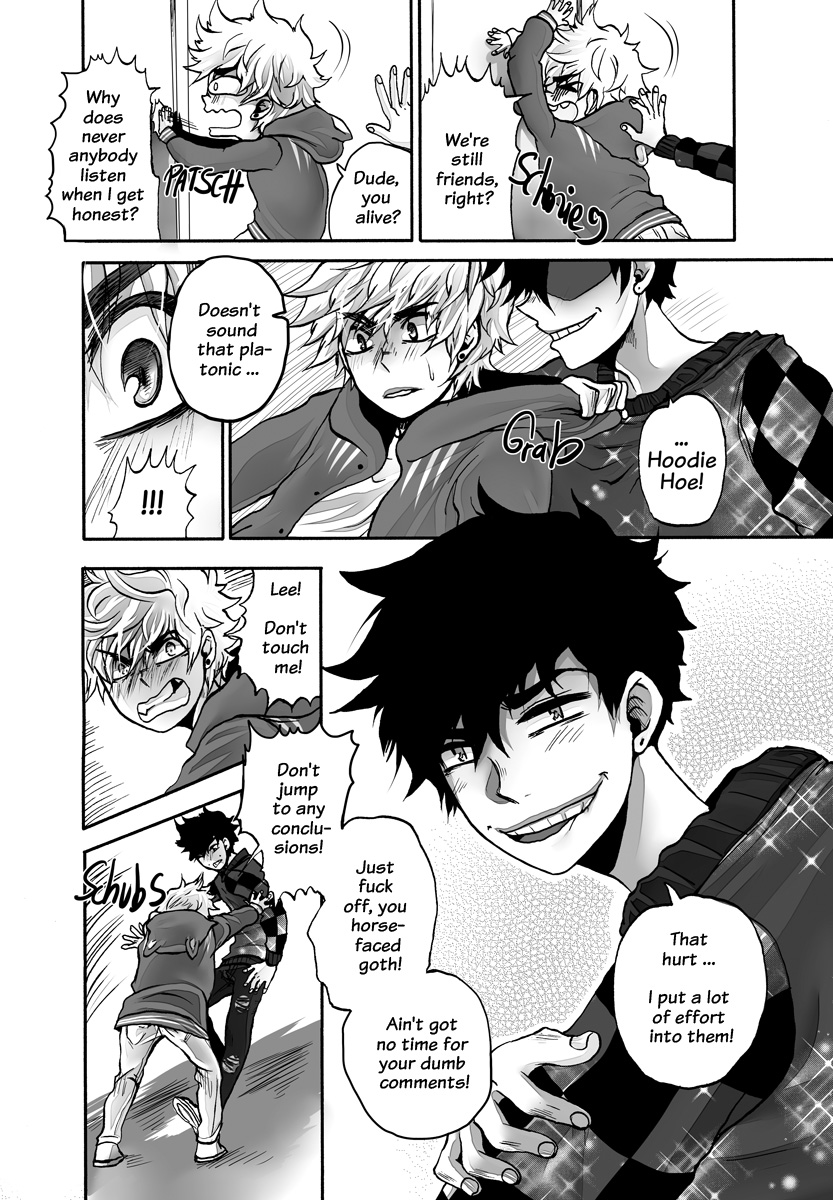 Why
does
never
anybody
listen
when I get
honest?
PATSCH
Dude,
you
alive?
We're
still
friends,
right?
Schmieg
!!!
Doesn't
sound
that pla-
tonic ...
Grab
...
Hoodie
Hoe!
Lee!
Don't
touch
me!
Don't
jump
to any
conclu-
sions!
Schubs
Just
fuck
off, you
horse-
faced
goth!
Ain't got
no time for
your dumb
comments!
That
hurt ...
I put a lot
of effort
into them!